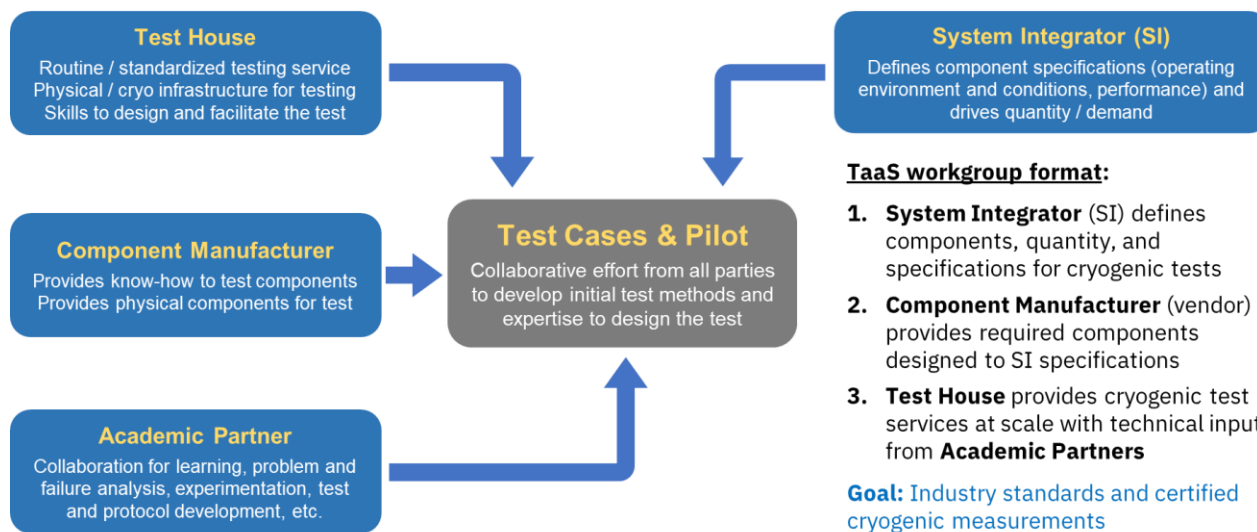 Test House
Routine / standardized testing service
Physical / cryo infrastructure for testing
Skills to design and facilitate the test
System Integrator (SI)
Defines component specifications (operating
environment and conditions, performance) and
drives quantity / demand
Component Manufacturer
Provides know-how to test components
Provides physical components for test
Test Cases & Pilot
Collaborative effort from all parties
to develop initial test methods and
expertise to design the test
Academic Partner
Collaboration for learning, problem and
failure analysis, experimentation, test
and protocol development, etc.
TaaS workgroup format:
1. System Integrator (SI) defines
components, quantity, and
specifications for cryogenic tests
2. Component Manufacturer (vendor)
provides required components
designed to SI specifications
3. Test House provides cryogenic test
services at scale with technical input
from Academic Partners
Goal: Industry standards and certified
cryogenic measurements